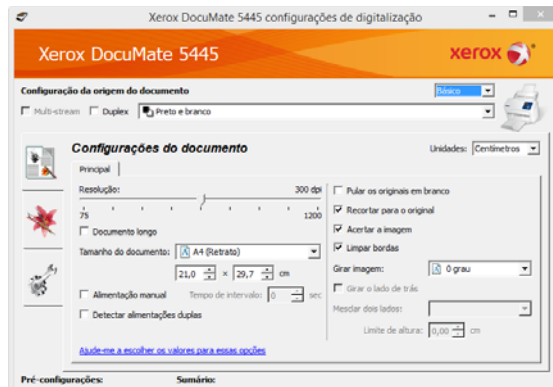 Xerox DocuMate 5445 configurações de digitalização
Xerox DocuMate 5445
xerox
Configuração da origem do documento
Básico
Multi-stream Duplex Preto e branco
Configurações do documento
Unidades: Centímetros
Principal
Resolução: 300 dpi
75 1200
Documento longo
Tamanho do documento: A4 (Retrato)
21,0 x 29,7 cm
Alimentação manual Tempo de intervalo: 0 sec
Detectar alimentações duplas
Ajude-me a escolher os valores para essas opções
Pular os originais em branco
Recortar para o original
Acertar a imagem
Limpar bordas
Girar imagem: 0 grau
Girar o lado de trás
Mesclar dois lados:
Limite de altura: 0,00 cm
Pré-configurações: Sumário: